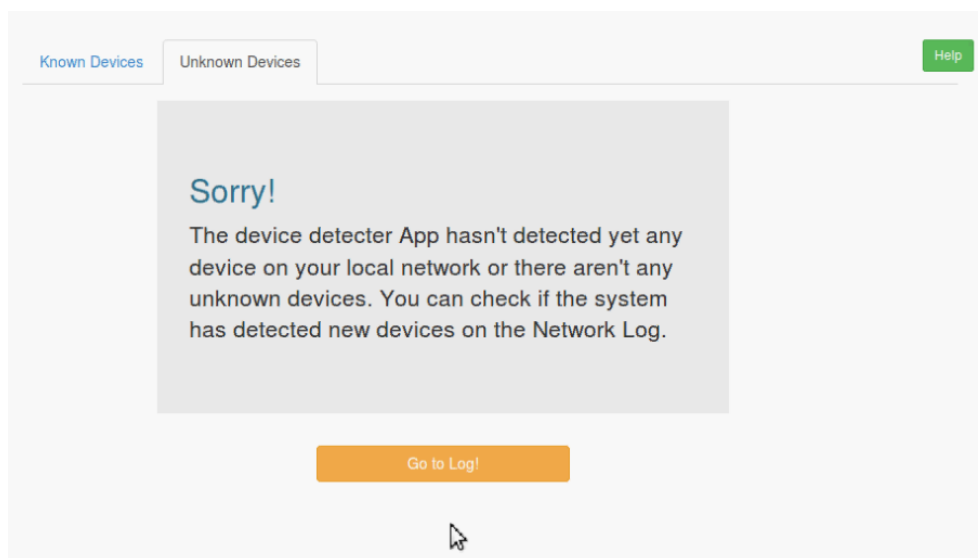 Known Devices
Unknown Devices
Help
Sorry!
The device detecter App hasn't detected yet any
device on your local network or there aren't any
unknown devices. You can check if the system
has detected new devices on the Network Log.
Go to Log!